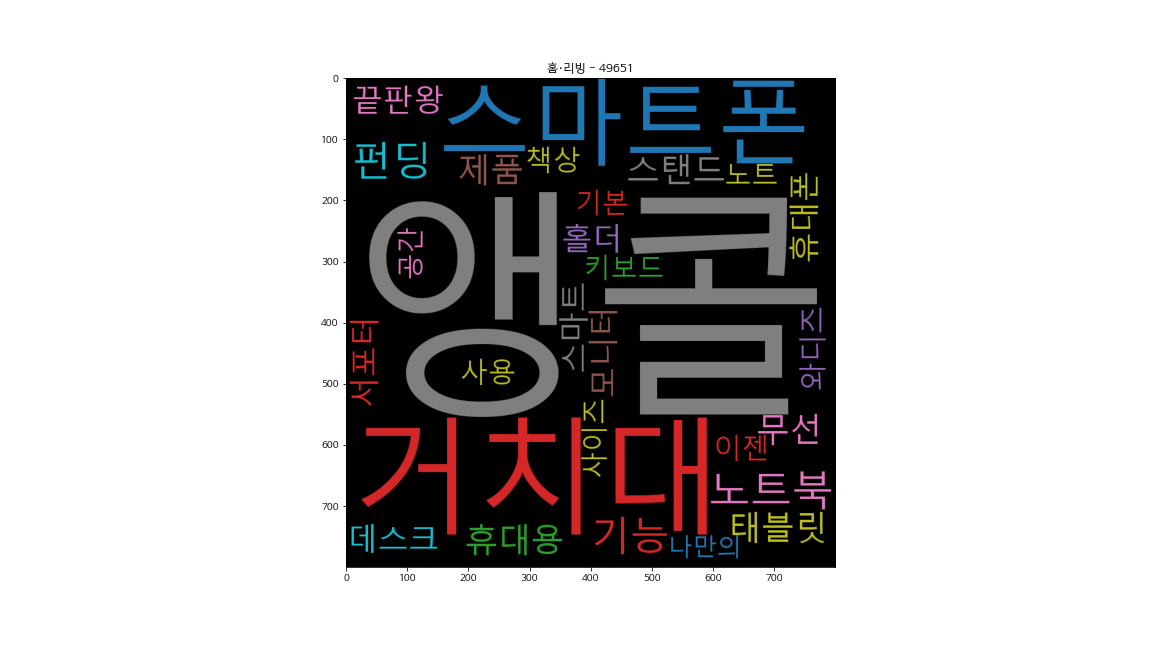 홈·리빙 - 49651
0
100
200
300
400
500
600
700
끝판왕
스마트폰
펀딩
제품
책상
스탠드
노트
휴대폰
기본
홀더
키보드
공간
앵콜
스마트
모니터
서포터
와디즈
사용
사이즈
거치대
무선
이젠
노트북
태블릿
데스크
휴대용
기능
나만의
0 100 200 300 400 500 600 700